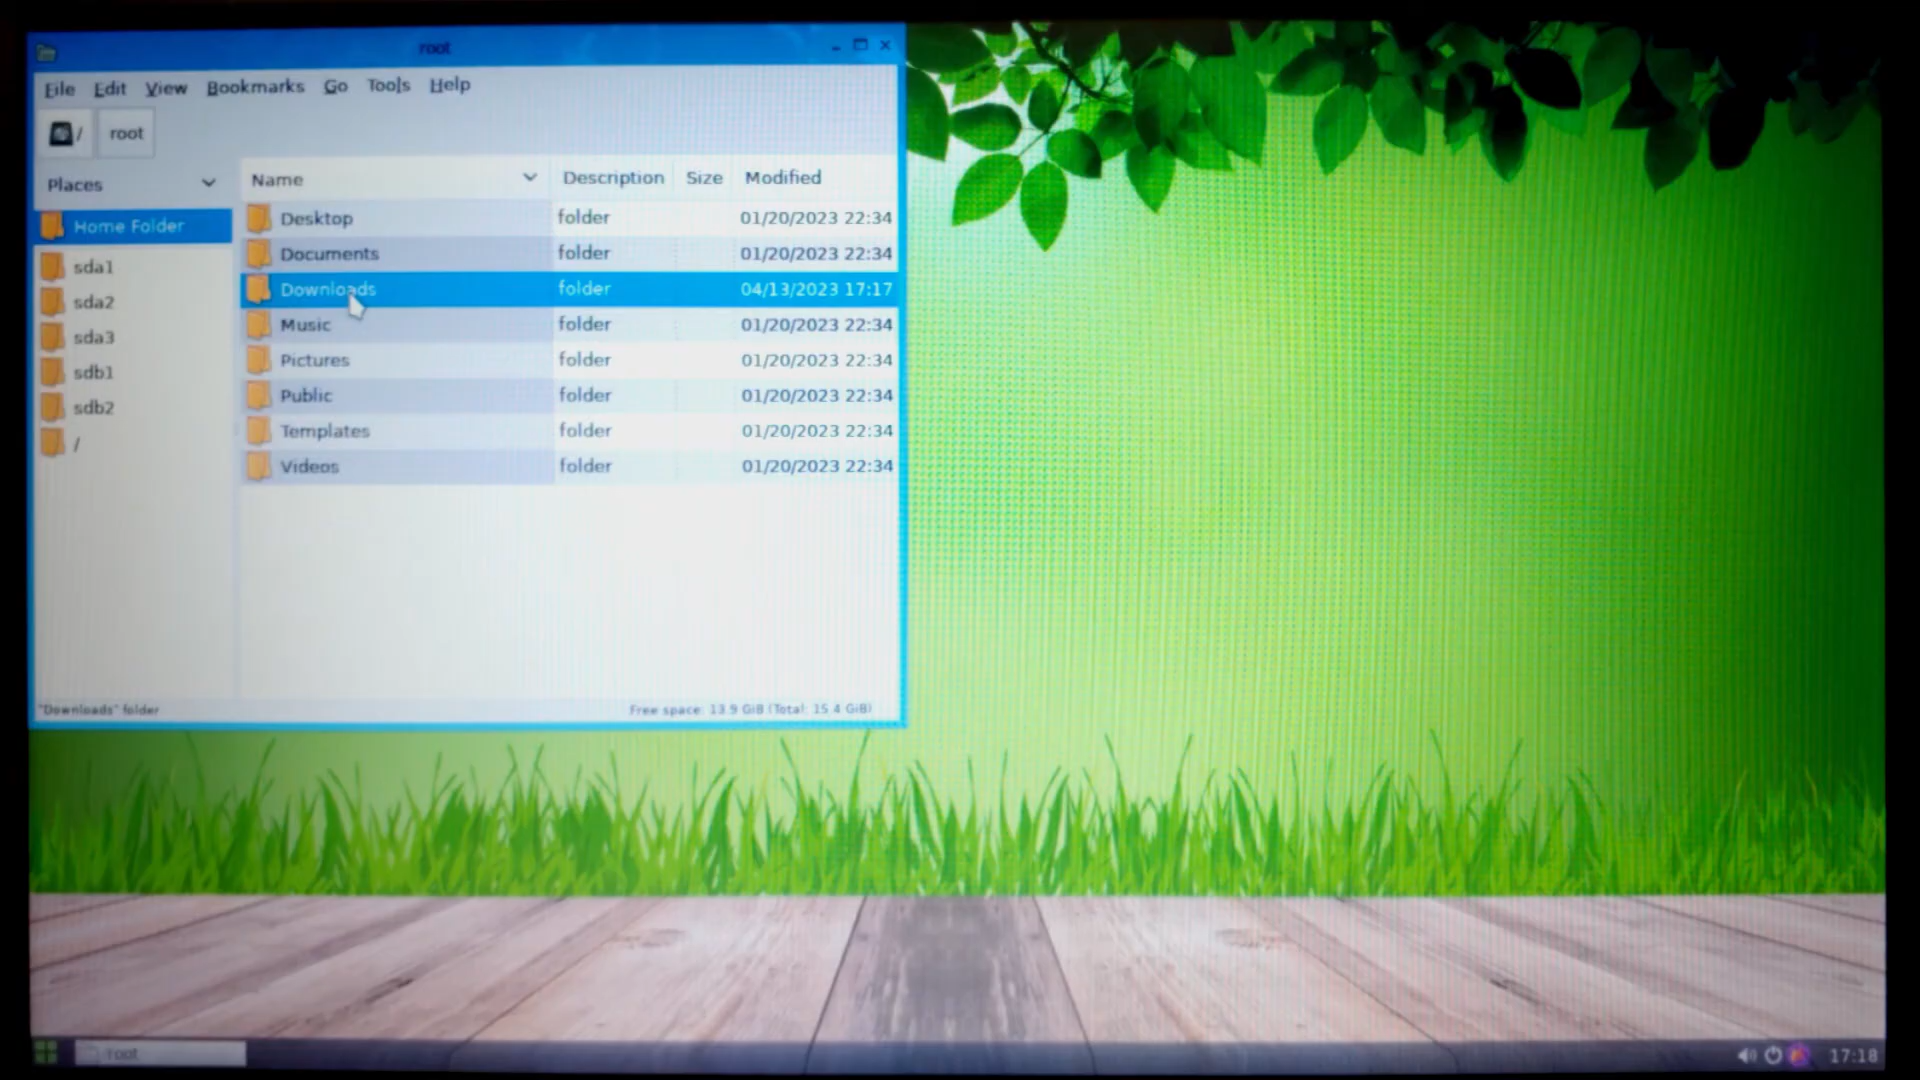 root
File Edit View Bookmarks Go Tools Help
/ root
Places
Name Description Size Modified
Home Folder
sda1
sda2
sda3
sdb1
sdb2
/
Desktop folder 01/20/2023 22:34
Documents folder 01/20/2023 22:34
Downloads folder 04/13/2023 17:17
Music folder 01/20/2023 22:34
Pictures folder 01/20/2023 22:34
Public folder 01/20/2023 22:34
Templates folder 01/20/2023 22:34
Videos folder 01/20/2023 22:34
"Downloads" folder Free space: 13.9 GiB (Total: 15.4 GiB)
root 17:18